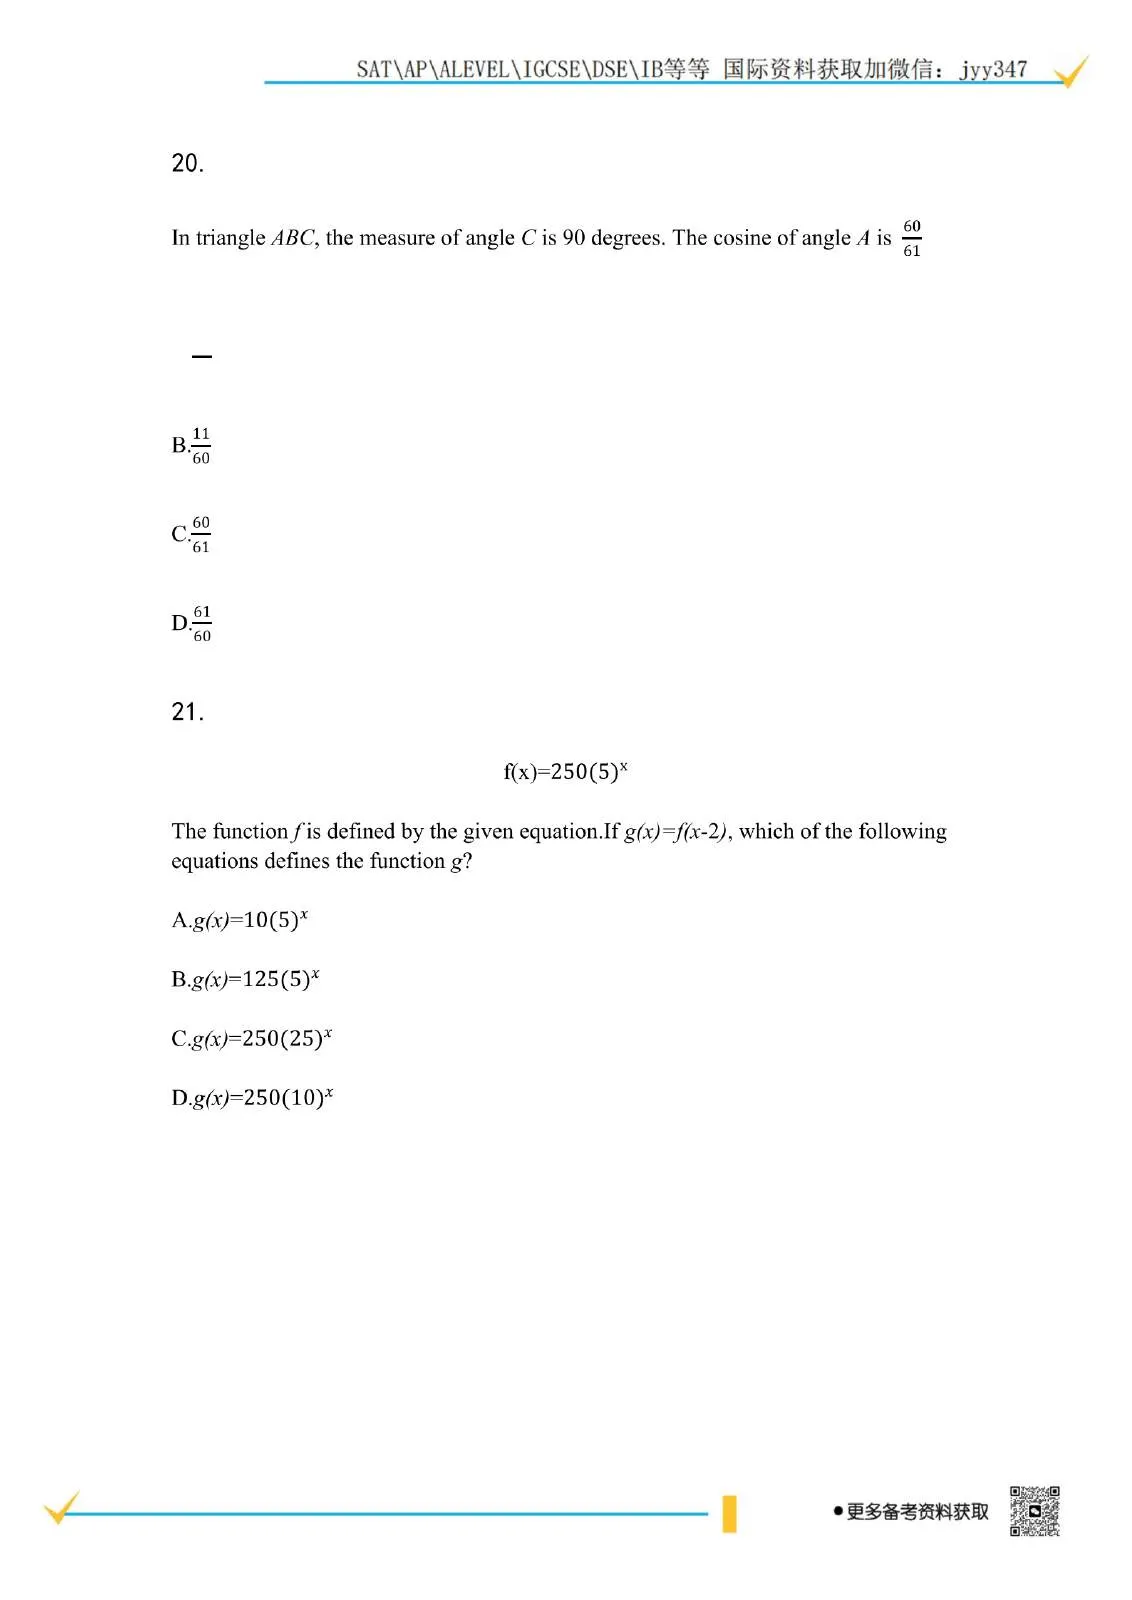 SAT\AP\ALEVEL\IGCSE\DSE\IB等等 国际资料获取加微信：jyy347
20.
In triangle ABC, the measure of angle C is 90 degrees. The cosine of angle A is 60/61
—
B.11/60
C.60/61
D.61/60
21.
f(x)=250(5)^x
The function f is defined by the given equation.If g(x)=f(x-2), which of the following
equations defines the function g?
A.g(x)=10(5)^x
B.g(x)=125(5)^x
C.g(x)=250(25)^x
D.g(x)=250(10)^x
●更多备考资料获取